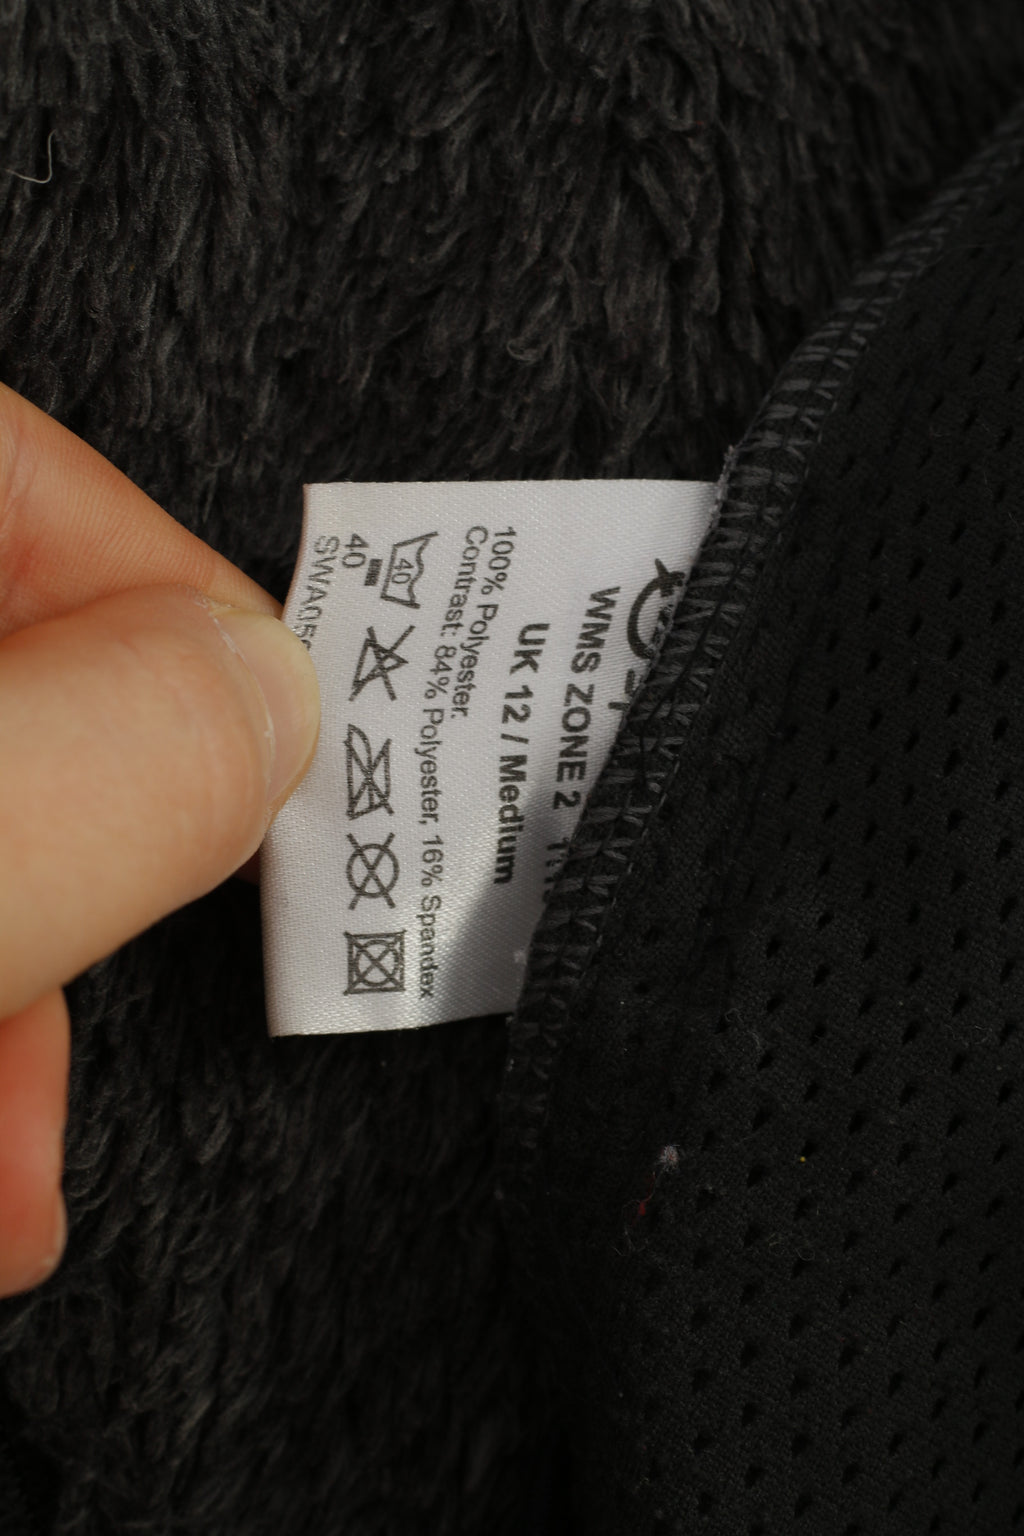 WMS ZONE 2
UK 12 / Medium
100% Polyester.
Contrast: 84% Polyester, 16% Spandex
40
40